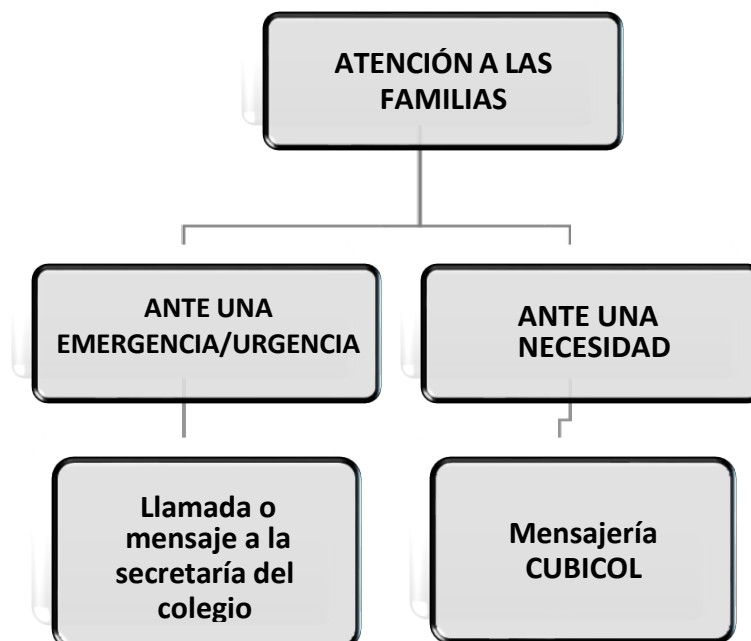 ATENCIÓN A LAS
FAMILIAS
ANTE UNA
EMERGENCIA/URGENCIA
ANTE UNA
NECESIDAD
Llamada o
mensaje a la
secretaría del
colegio
Mensajería
CUBICOL